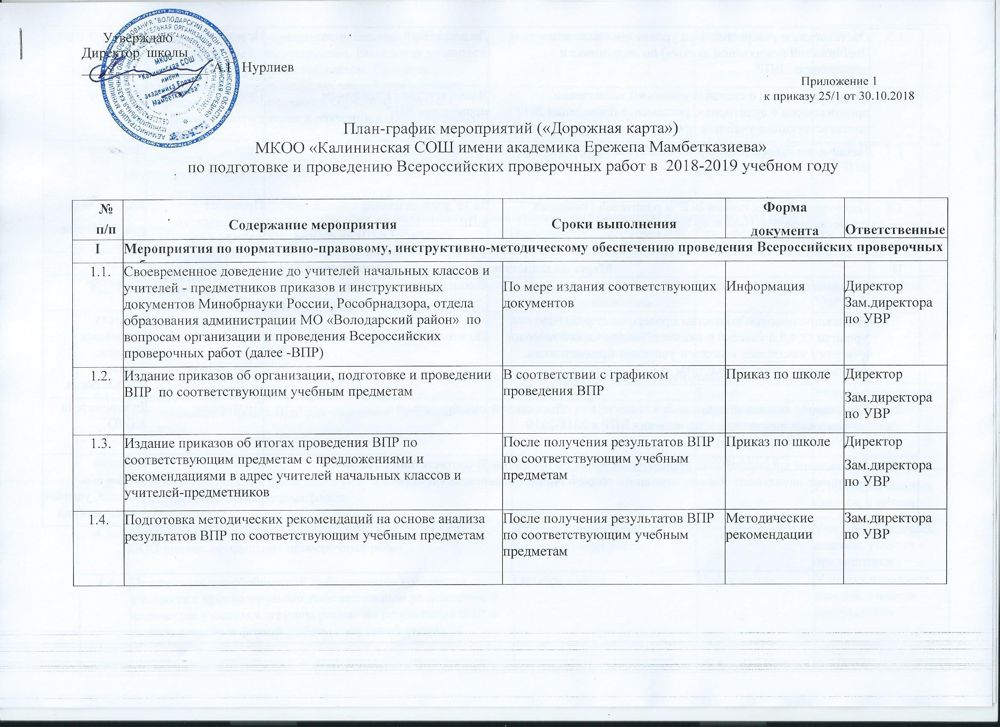 Утверждаю
Директор школы
А.Г. Нурлиев
МКОО
"Калининская СОШ
имени
академика Ережепа
Мамбетказиева"
Приложение 1
к приказу 25/1 от 30.10.2018
План-график мероприятий («Дорожная карта»)
МКОО «Калининская СОШ имени академика Ережепа Мамбетказиева»
по подготовке и проведению Всероссийских проверочных работ в 2018-2019 учебном году
№
п/п
Содержание мероприятия
Сроки выполнения
Форма
документа
Ответственные
I
Мероприятия по нормативно-правовому, инструктивно-методическому обеспечению проведения Всероссийских проверочных
1.1.
Своевременное доведение до учителей начальных классов и
учителей - предметников приказов и инструктивных
документов Минобрнауки России, Рособрнадзора, отдела
образования администрации МО «Володарский район» по
вопросам организации и проведения Всероссийских
проверочных работ (далее -ВПР)
По мере издания соответствующих
документов
Информация
Директор
Зам.директора
по УВР
1.2.
Издание приказов об организации, подготовке и проведении
ВПР по соответствующим учебным предметам
В соответствии с графиком
проведения ВПР
Приказ по школе
Директор
Зам.директора
по УВР
1.3.
Издание приказов об итогах проведения ВПР по
соответствующим предметам с предложениями и
рекомендациями в адрес учителей начальных классов и
учителей-предметников
После получения результатов ВПР
по соответствующим учебным
предметам
Приказ по школе
Директор
Зам.директора
по УВР
1.4.
Подготовка методических рекомендаций на основе анализа
результатов ВПР по соответствующим учебным предметам
После получения результатов ВПР
по соответствующим учебным
предметам
Методические
рекомендации
Зам.директора
по УВР